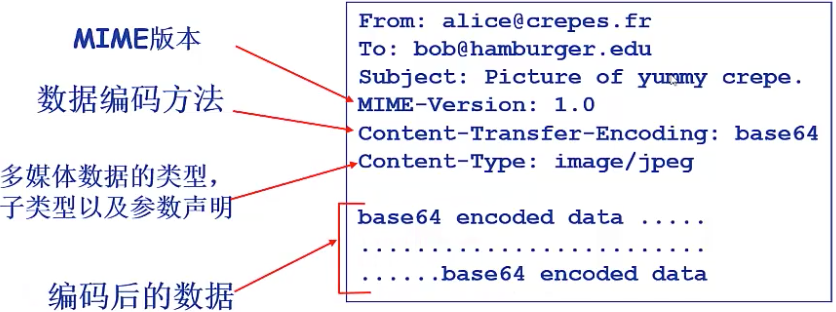 MIME版本
数据编码方法
多媒体数据的类型,
子类型以及参数声明
编码后的数据
From: alice@crepes.fr
To: bob@hamburger.edu
Subject: Picture of yummy crepe.
MIME-Version: 1.0
Content-Transfer-Encoding: base64
Content-Type: image/jpeg
base64 encoded data .....
.........................
......base64 encoded data